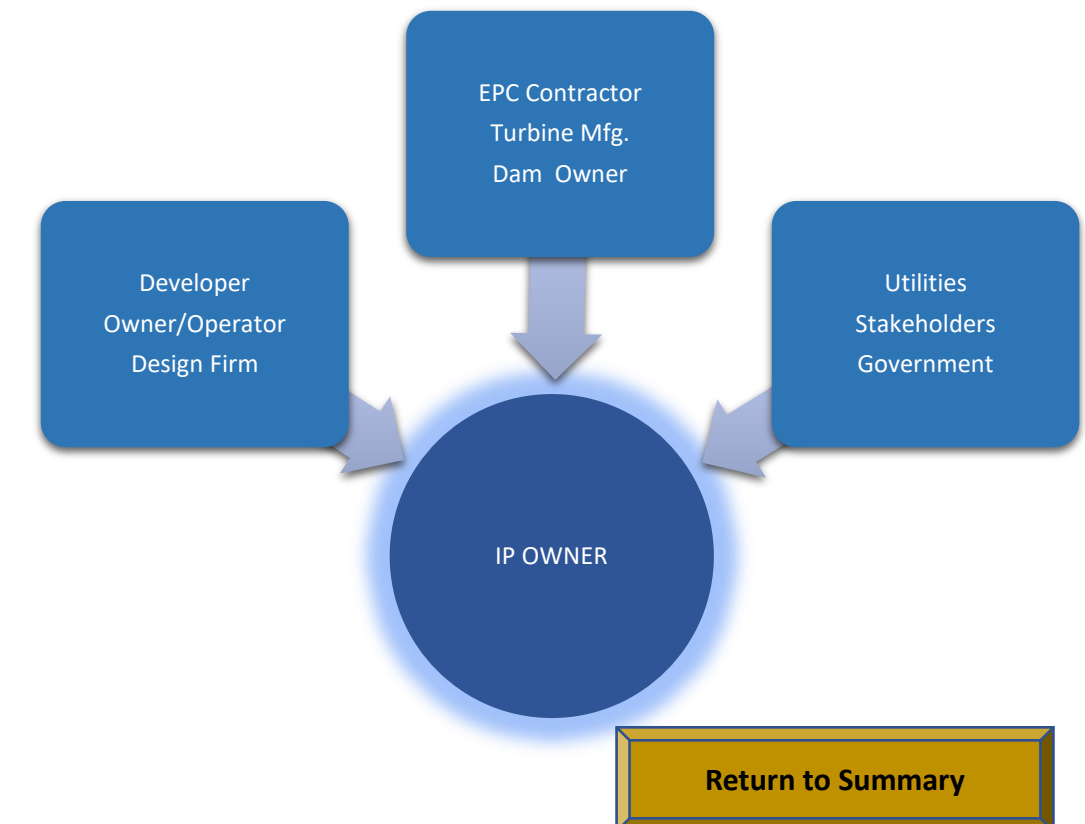 EPC Contractor
Turbine Mfg.
Dam Owner
Developer
Owner/Operator
Design Firm
Utilities
Stakeholders
Government
IP OWNER
Return to Summary